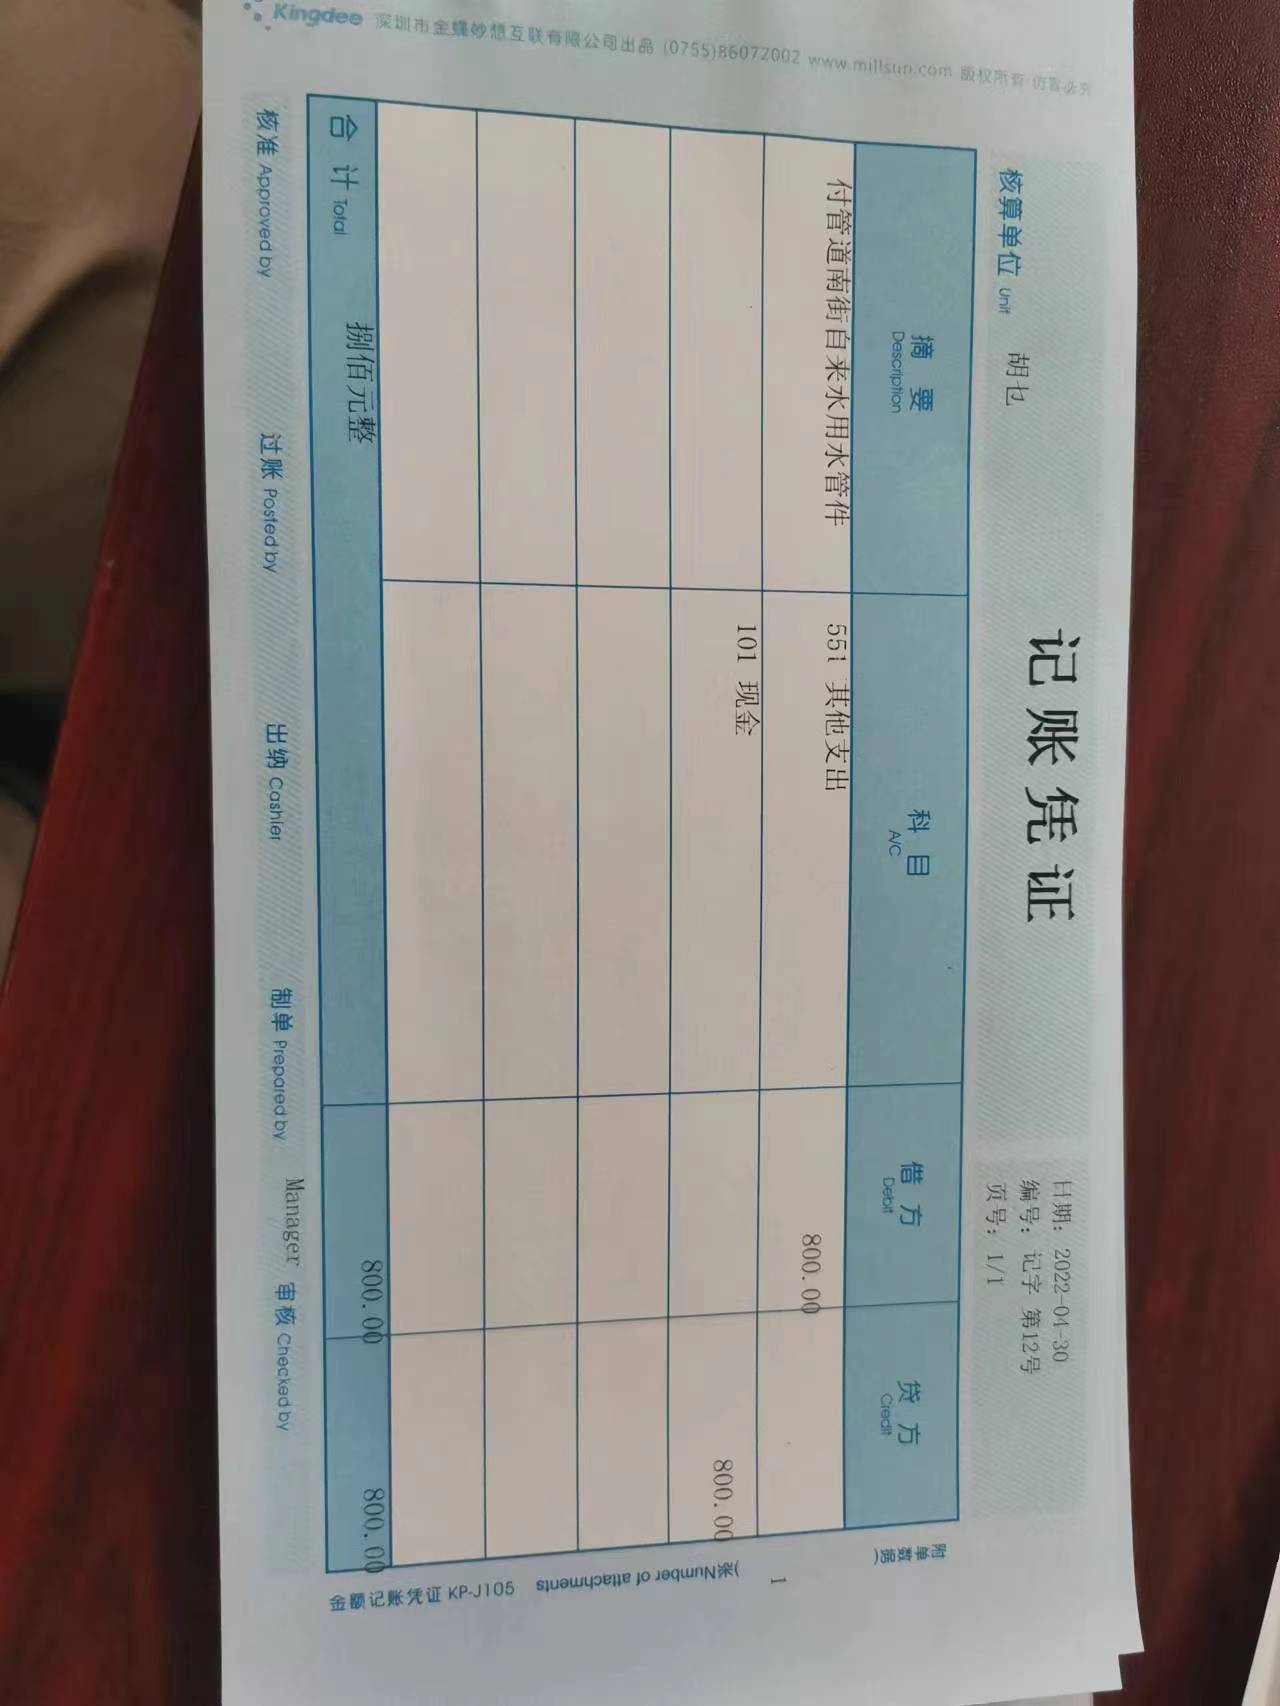 记账凭证
日期：2022-04-30
核算单位 Unit 胡乜
编号：记字 第12号
页号：1/1
摘要 科目 借方 贷方
Description A/C Debit Credit
付管道南街自来水用水管件 551 其他支出 800.00
101 现金 800.00
合计 Total 捌佰元整 800.00 800.00
附单数据(
1
)张Number of attachments
金额记账凭证 KP-J105
核准 Approved by 过账 Posted by 出纳 Cashier 制单 Prepared by Manager 审核 Checked by
Kingdee 深圳市金蝶妙想互联有限公司出品 (0755)86072002 www.millsun.com 版权所有 仿冒必究